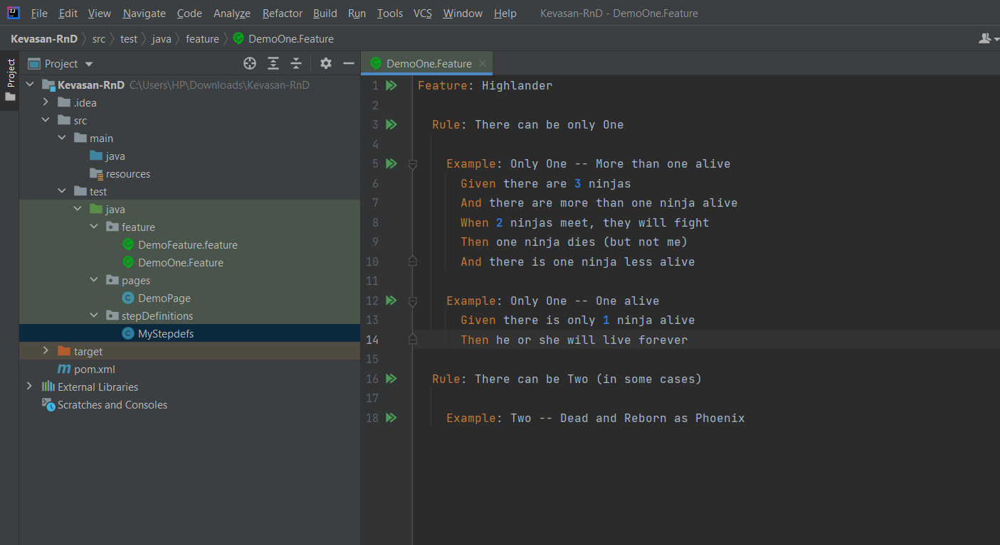 File Edit View Navigate Code Analyze Refactor Build Run Tools VCS Window Help Kevasan-RnD - DemoOne.Feature
Kevasan-RnD src test java feature DemoOne.Feature
Project
Project
DemoOne.Feature
Kevasan-RnD C:\Users\HP\Downloads\Kevasan-RnD
.idea
src
main
java
resources
test
java
feature
DemoFeature.feature
DemoOne.Feature
pages
DemoPage
stepDefinitions
MyStepdefs
target
pom.xml
External Libraries
Scratches and Consoles
1 Feature: Highlander
2
3 Rule: There can be only One
4
5 Example: Only One -- More than one alive
6 Given there are 3 ninjas
7 And there are more than one ninja alive
8 When 2 ninjas meet, they will fight
9 Then one ninja dies (but not me)
10 And there is one ninja less alive
11
12 Example: Only One -- One alive
13 Given there is only 1 ninja alive
14 Then he or she will live forever
15
16 Rule: There can be Two (in some cases)
17
18 Example: Two -- Dead and Reborn as Phoenix